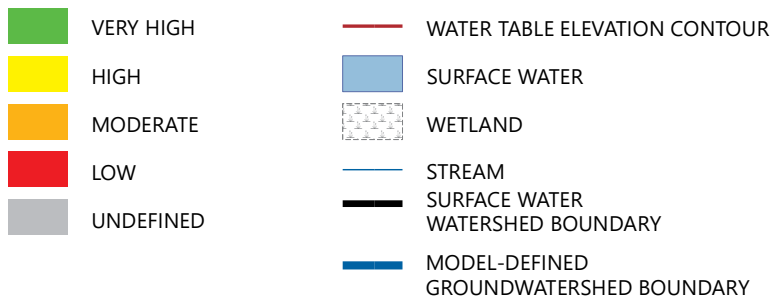 VERY HIGH
HIGH
MODERATE
LOW
UNDEFINED
WATER TABLE ELEVATION CONTOUR
SURFACE WATER
WETLAND
STREAM
SURFACE WATER
WATERSHED BOUNDARY
MODEL-DEFINED
GROUNDWATERSHED BOUNDARY